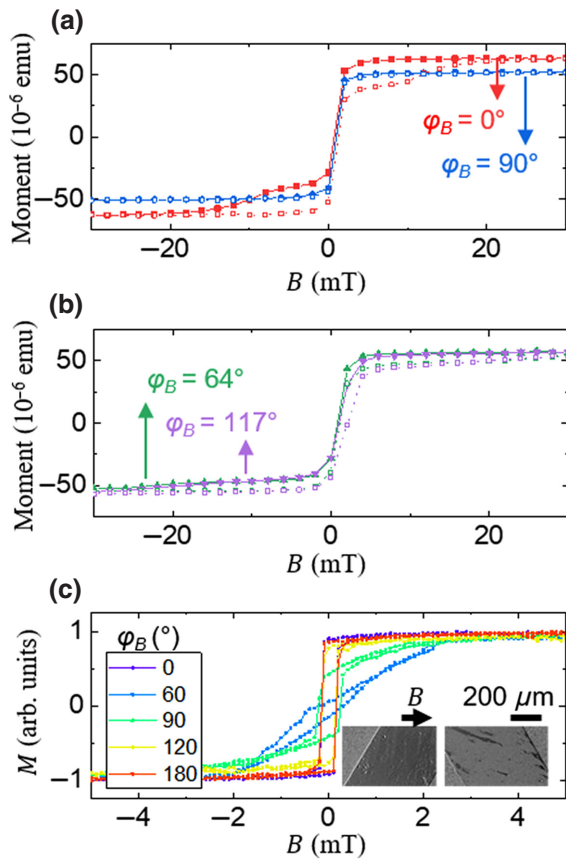 (a)
Moment (10⁻⁶ emu)
50
0
−50
φB = 0°
φB = 90°
−20
0
20
B (mT)
(b)
Moment (10⁻⁶ emu)
50
0
−50
φB = 64°
φB = 117°
−20
0
20
B (mT)
(c)
M (arb. units)
1
0
−1
φB (°)
0
60
90
120
180
B
200 μm
−4
−2
0
2
4
B (mT)